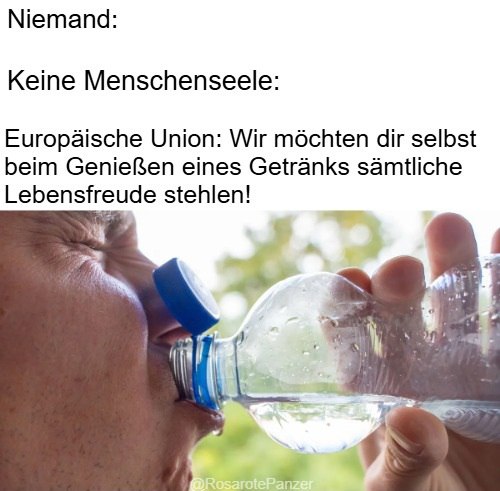 Niemand:
Keine Menschenseele:
Europäische Union: Wir möchten dir selbst
beim Genießen eines Getränks sämtliche
Lebensfreude stehlen!
@RosarotePanzer